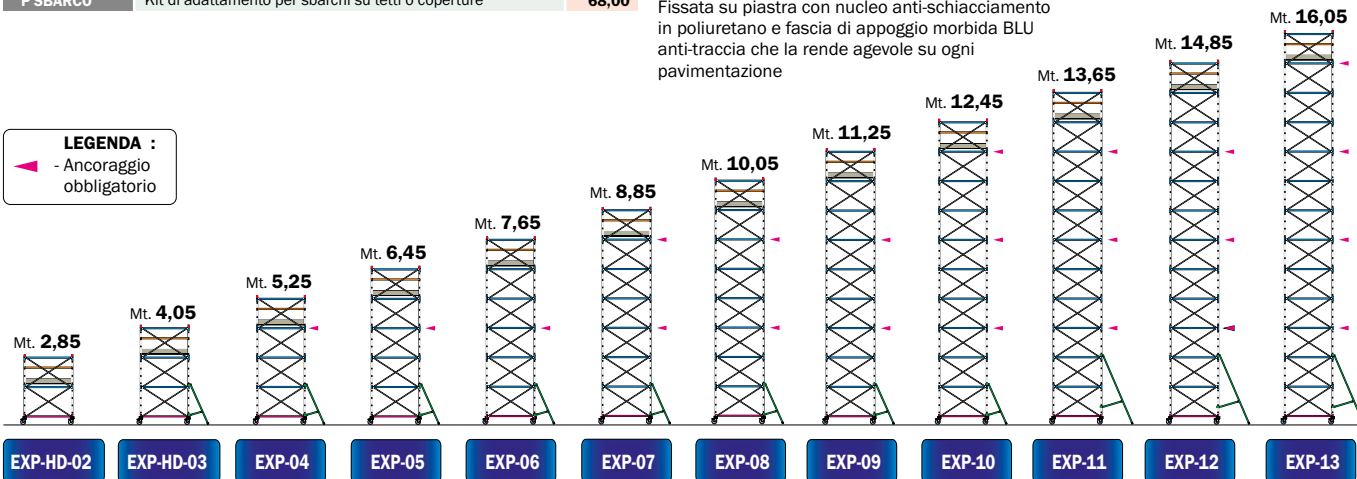 P SBARCO
Kit di adattamento per sbarchi su tetti o coperture
68,00
Fissata su piastra con nucleo anti-schiacciamento
in poliuretano e fascia di appoggio morbida BLU
anti-traccia che la rende agevole su ogni
pavimentazione
LEGENDA :
- Ancoraggio
obbligatorio
Mt. 2,85
Mt. 4,05
Mt. 5,25
Mt. 6,45
Mt. 7,65
Mt. 8,85
Mt. 10,05
Mt. 11,25
Mt. 12,45
Mt. 13,65
Mt. 14,85
Mt. 16,05
EXP-HD-02
EXP-HD-03
EXP-04
EXP-05
EXP-06
EXP-07
EXP-08
EXP-09
EXP-10
EXP-11
EXP-12
EXP-13